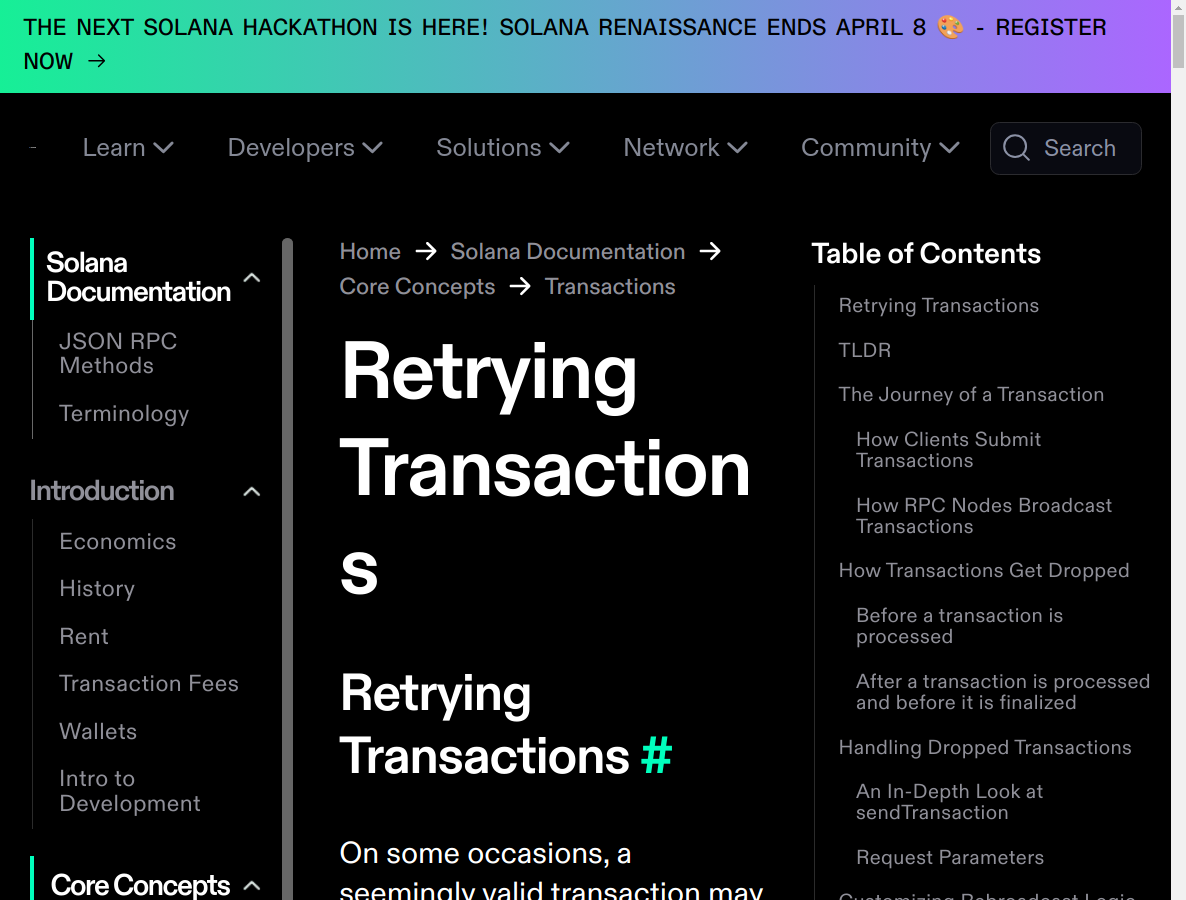 THE NEXT SOLANA HACKATHON IS HERE! SOLANA RENAISSANCE ENDS APRIL 8 🎨 - REGISTER
NOW →
Learn
Developers
Solutions
Network
Community
Search
Solana
Documentation
JSON RPC
Methods
Terminology
Introduction
Economics
History
Rent
Transaction Fees
Wallets
Intro to
Development
Core Concepts
Home → Solana Documentation →
Core Concepts → Transactions
Retrying
Transaction
s
Retrying
Transactions #
On some occasions, a
seemingly valid transaction may
Table of Contents
Retrying Transactions
TLDR
The Journey of a Transaction
How Clients Submit
Transactions
How RPC Nodes Broadcast
Transactions
How Transactions Get Dropped
Before a transaction is
processed
After a transaction is processed
and before it is finalized
Handling Dropped Transactions
An In-Depth Look at
sendTransaction
Request Parameters
Customizing Rebroadcast Logic